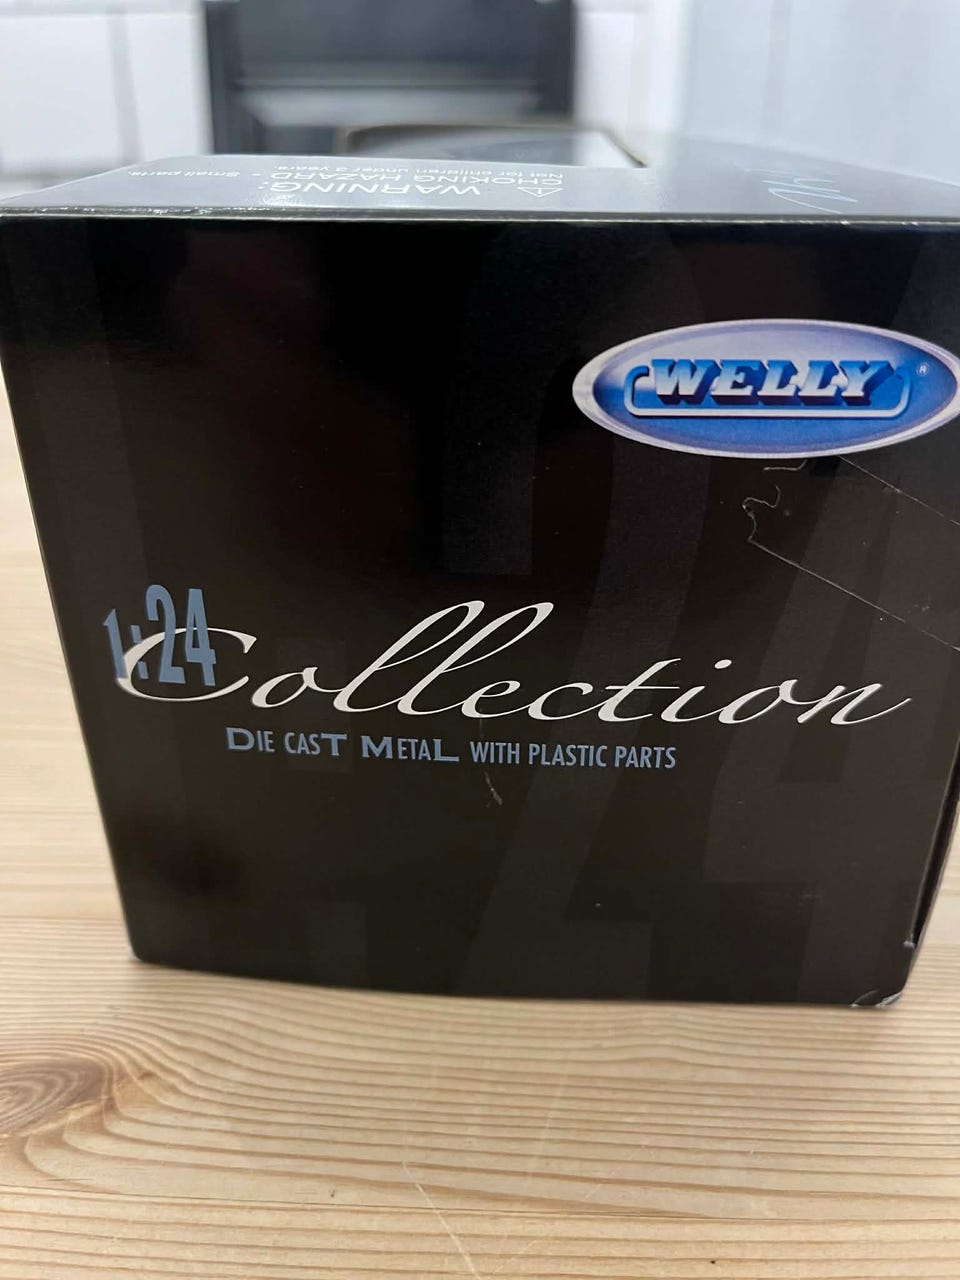 WARNING:
CHOKING HAZARD - Small parts.
Not for children under 3 years.
WELLY®
1:24
Collection
DIE CAST METAL WITH PLASTIC PARTS